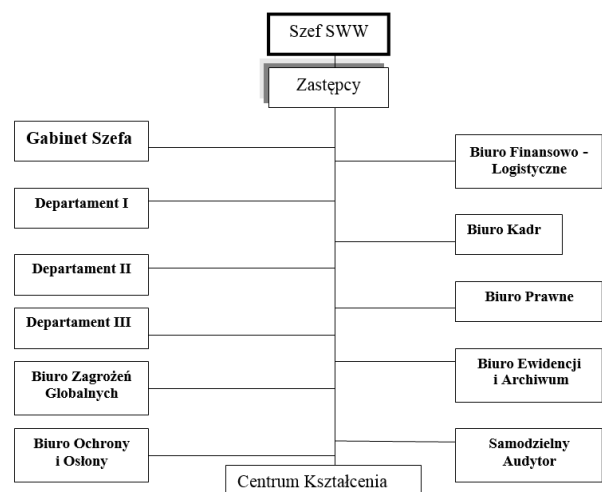 Szef SWW
Zastępcy
Gabinet Szefa
Departament I
Departament II
Departament III
Biuro Zagrożeń
Globalnych
Biuro Ochrony
i Osłony
Biuro Finansowo -
Logistyczne
Biuro Kadr
Biuro Prawne
Biuro Ewidencji
i Archiwum
Samodzielny
Audytor
Centrum Kształcenia